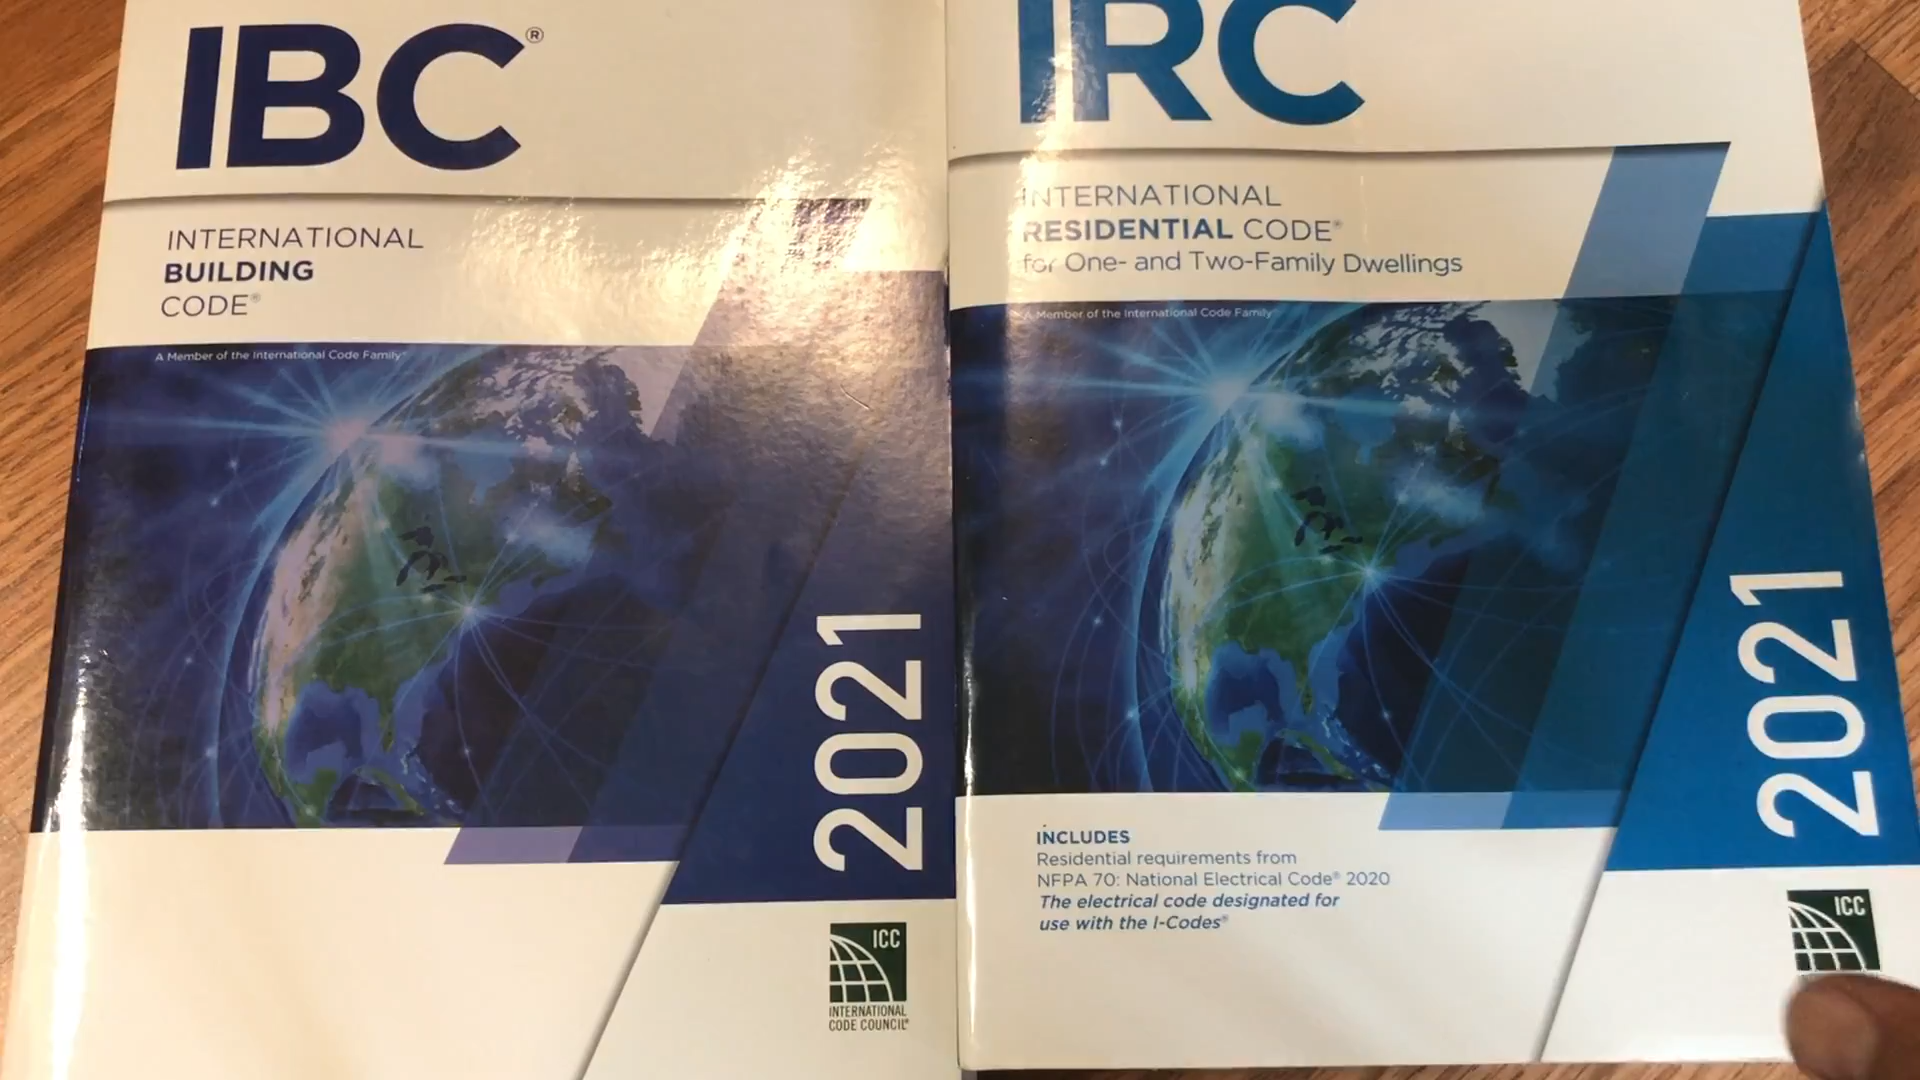 IBC®
INTERNATIONAL
BUILDING
CODE®
A Member of the International Code Family®
2021
ICC
INTERNATIONAL
CODE COUNCIL®
IRC
INTERNATIONAL
RESIDENTIAL CODE®
for One- and Two-Family Dwellings
A Member of the International Code Family®
2021
INCLUDES
Residential requirements from
NFPA 70: National Electrical Code® 2020
The electrical code designated for
use with the I-Codes®
ICC